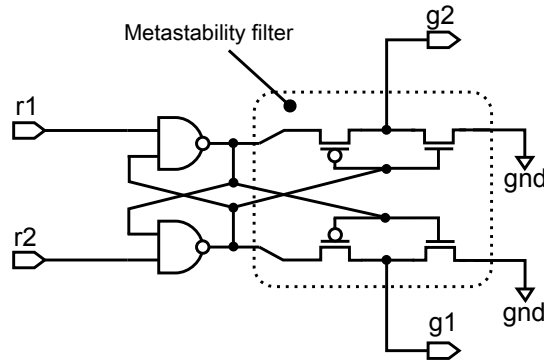 g2
Metastability filter
r1
gnd
r2
gnd
g1